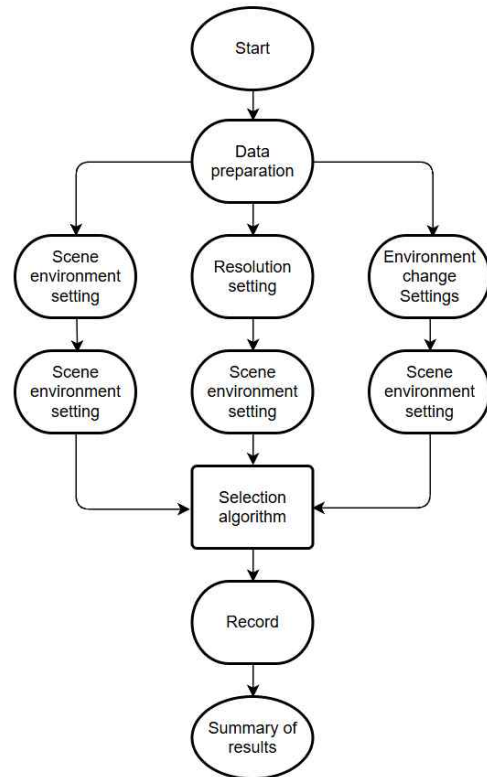 Start
Data
preparation
Scene
environment
setting
Resolution
setting
Environment
change
Settings
Scene
environment
setting
Scene
environment
setting
Scene
environment
setting
Selection
algorithm
Record
Summary of
results